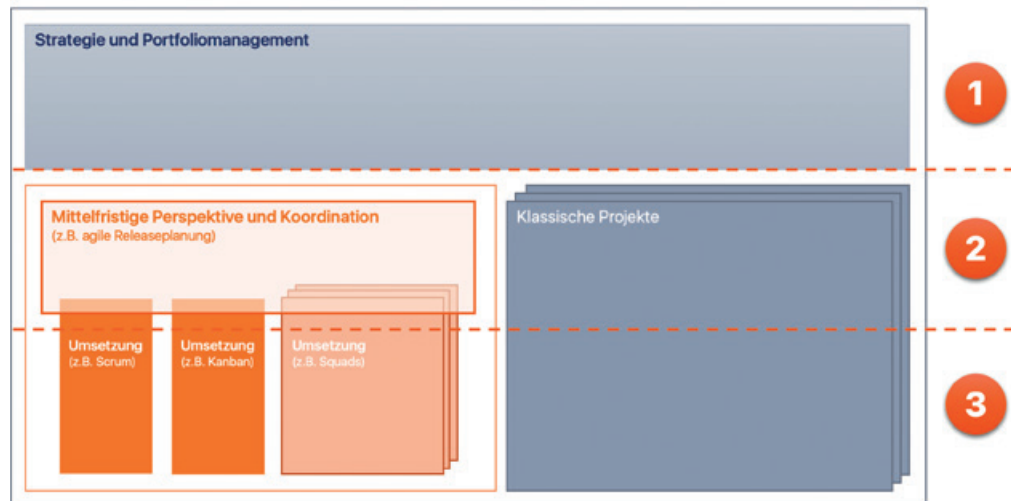 Strategie und Portfoliomanagement
1
Mittelfristige Perspektive und Koordination
(z.B. agile Releaseplanung)
Klassische Projekte
2
Umsetzung
(z.B. Scrum)
Umsetzung
(z.B. Kanban)
Umsetzung
(z.B. Squads)
3